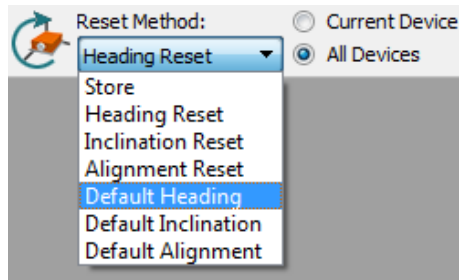 Reset Method:
Current Device
Heading Reset
All Devices
Store
Heading Reset
Inclination Reset
Alignment Reset
Default Heading
Default Inclination
Default Alignment